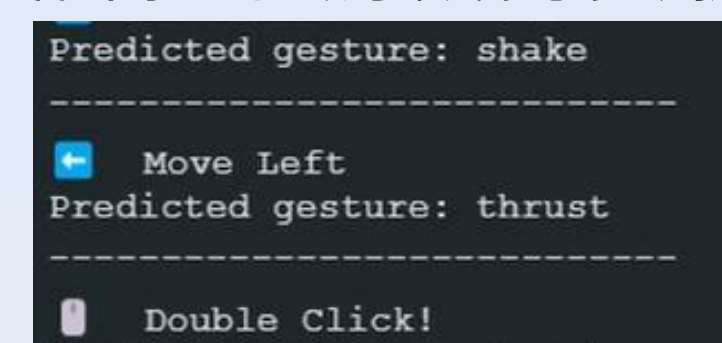 Predicted gesture: shake
-----------------------------
⬅️ Move Left
Predicted gesture: thrust
-----------------------------
🖱️ Double Click!